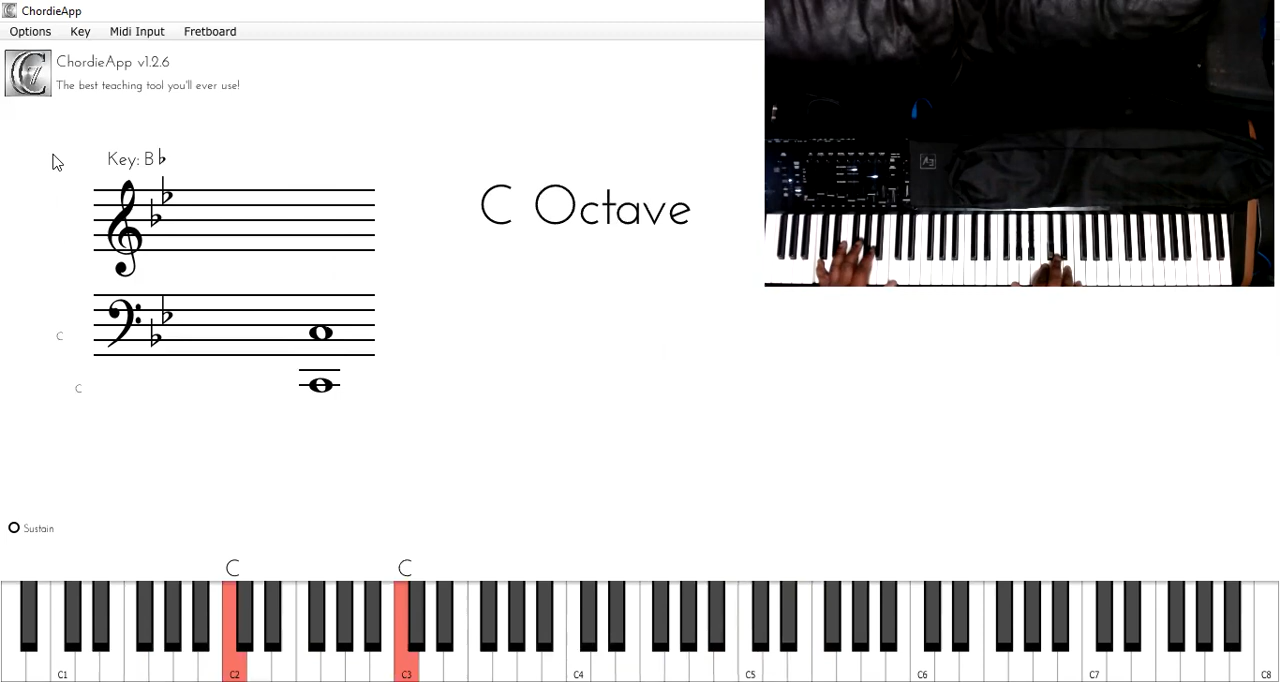 ChordieApp
Options Key Midi Input Fretboard
ChordieApp v1.2.6
The best teaching tool you'll ever use!
Key: B♭
C Octave
C
C
Sustain
C C
C1 C2 C3 C4 C5 C6 C7 C8